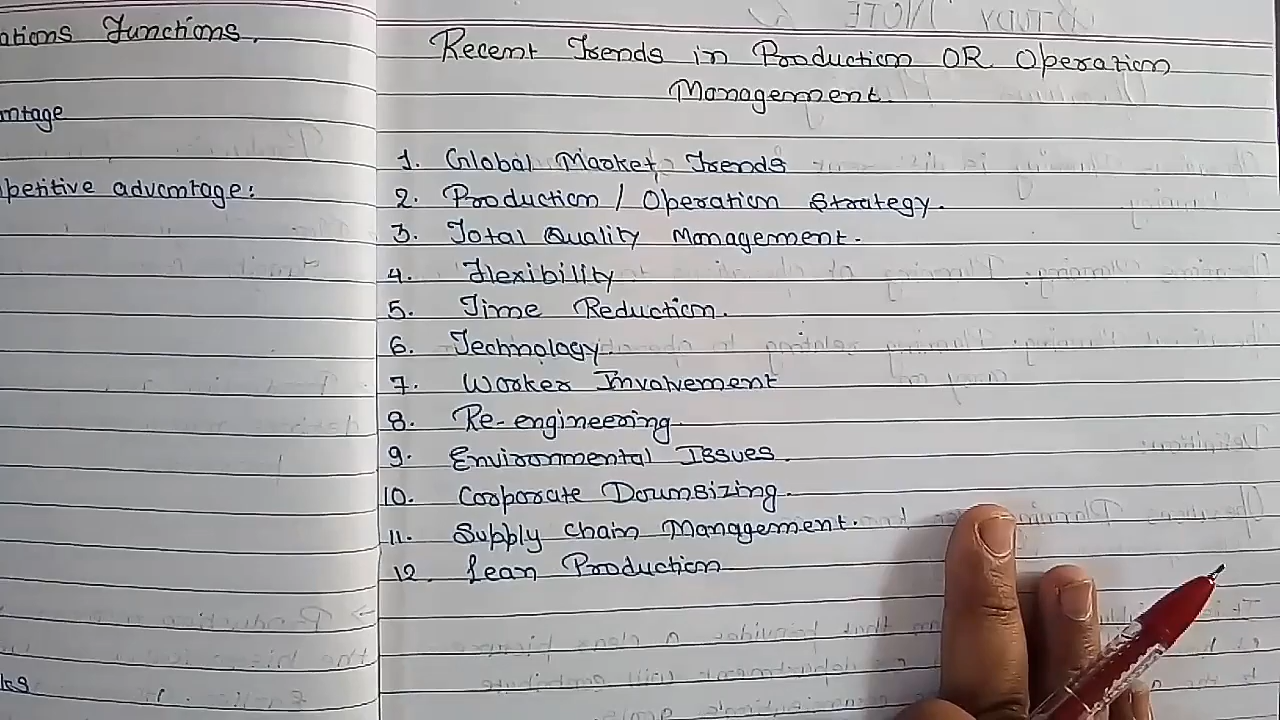 ations Functions.
antage
petitive advantage:
Recent Trends in Production OR Operation
Management.
1. Global Market Trends
2. Production / Operation Strategy.
3. Total Quality Management.
4. Flexibility
5. Time Reduction.
6. Technology
7. Worker Involvement
8. Re-engineering
9. Environmental Issues.
10. Corporate Downsizing.
11. Supply Chain Management.
12. Lean Production